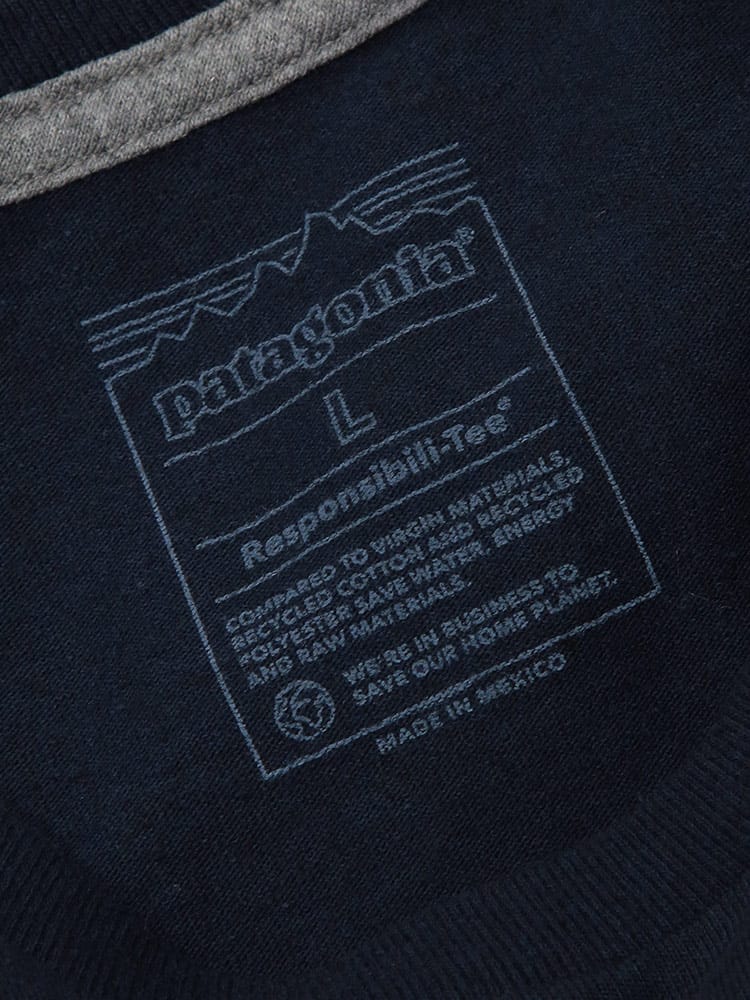 patagonia®
L
Responsibili-Tee®
COMPARED TO VIRGIN MATERIALS,
RECYCLED COTTON AND RECYCLED
POLYESTER SAVE WATER, ENERGY
AND RAW MATERIALS.
WE'RE IN BUSINESS TO
SAVE OUR HOME PLANET.
MADE IN MEXICO